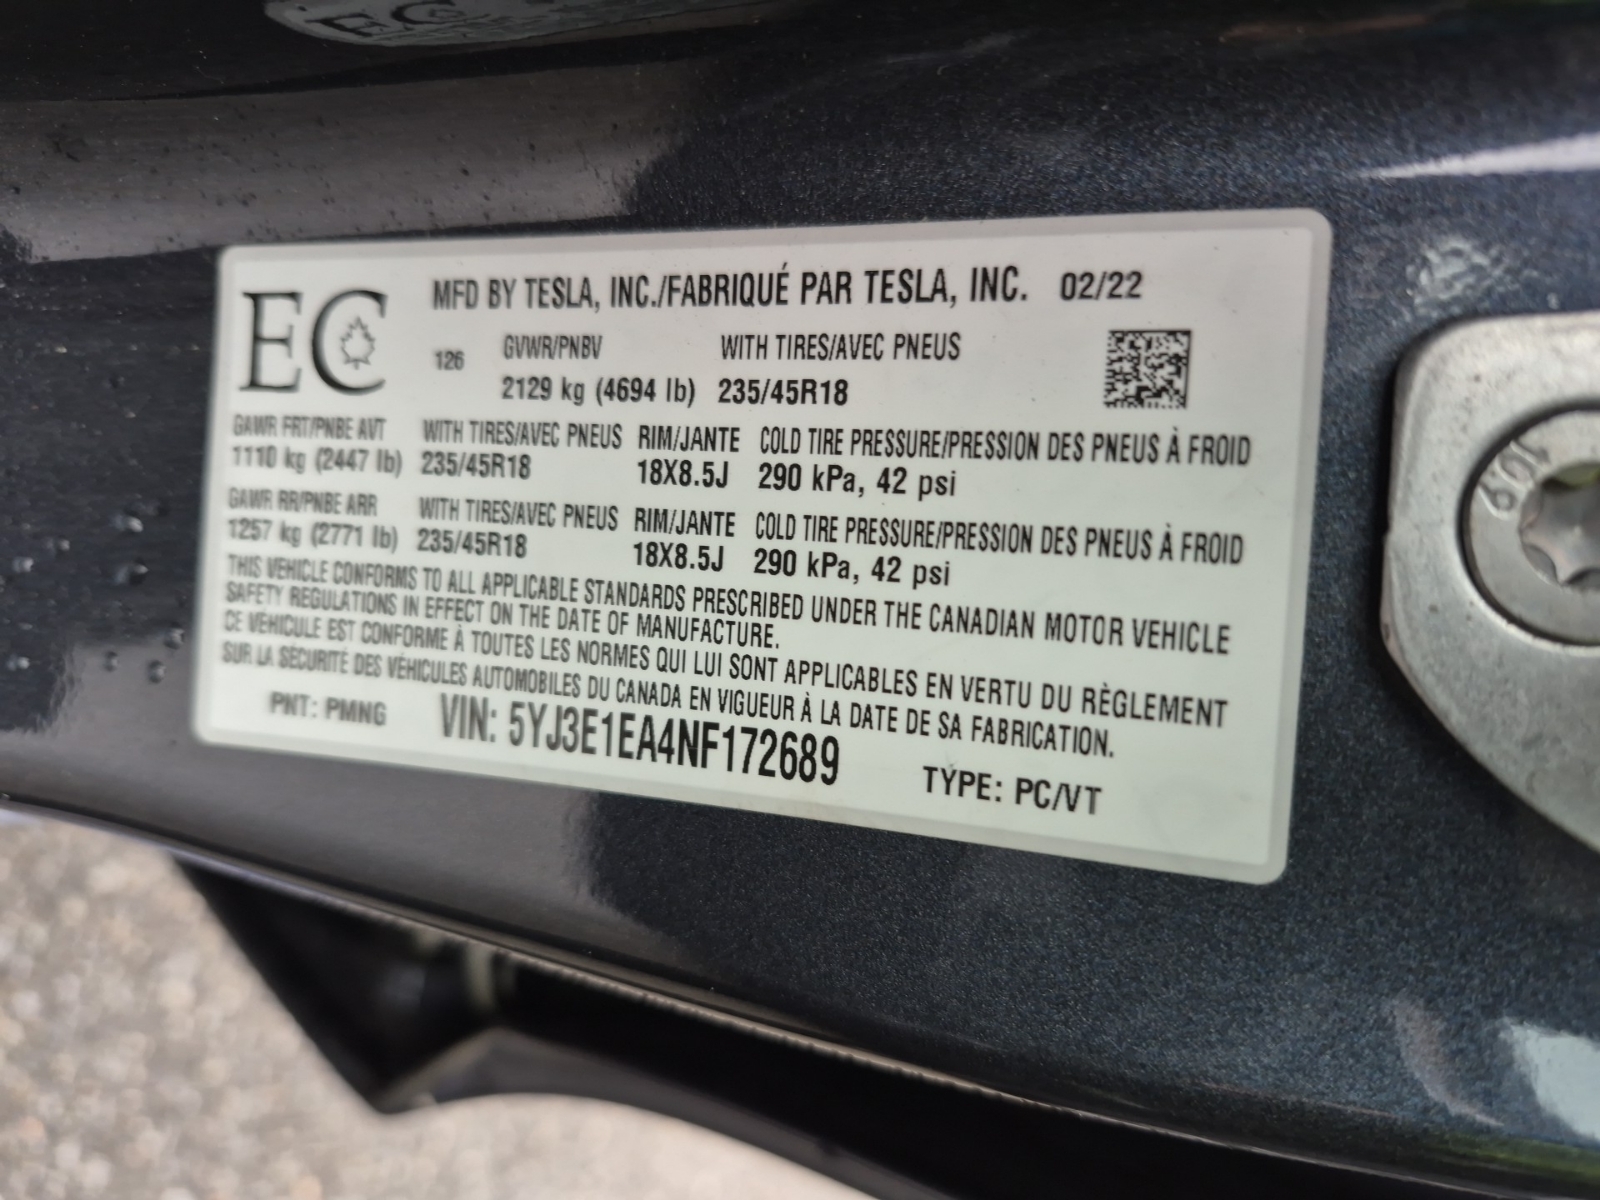 EC MFD BY TESLA, INC./FABRIQUÉ PAR TESLA, INC. 02/22
126 GVWR/PNBV WITH TIRES/AVEC PNEUS
2129 kg (4694 lb) 235/45R18
GAWR FRT/PNBE AVT WITH TIRES/AVEC PNEUS RIM/JANTE COLD TIRE PRESSURE/PRESSION DES PNEUS À FROID
1110 kg (2447 lb) 235/45R18 18X8.5J 290 kPa, 42 psi
GAWR RR/PNBE ARR WITH TIRES/AVEC PNEUS RIM/JANTE COLD TIRE PRESSURE/PRESSION DES PNEUS À FROID
1257 kg (2771 lb) 235/45R18 18X8.5J 290 kPa, 42 psi
THIS VEHICLE CONFORMS TO ALL APPLICABLE STANDARDS PRESCRIBED UNDER THE CANADIAN MOTOR VEHICLE
SAFETY REGULATIONS IN EFFECT ON THE DATE OF MANUFACTURE.
CE VÉHICULE EST CONFORME À TOUTES LES NORMES QUI LUI SONT APPLICABLES EN VERTU DU RÈGLEMENT
SUR LA SÉCURITÉ DES VÉHICULES AUTOMOBILES DU CANADA EN VIGUEUR À LA DATE DE SA FABRICATION.
PNT: PMNG VIN: 5YJ3E1EA4NF172689 TYPE: PC/VT
109